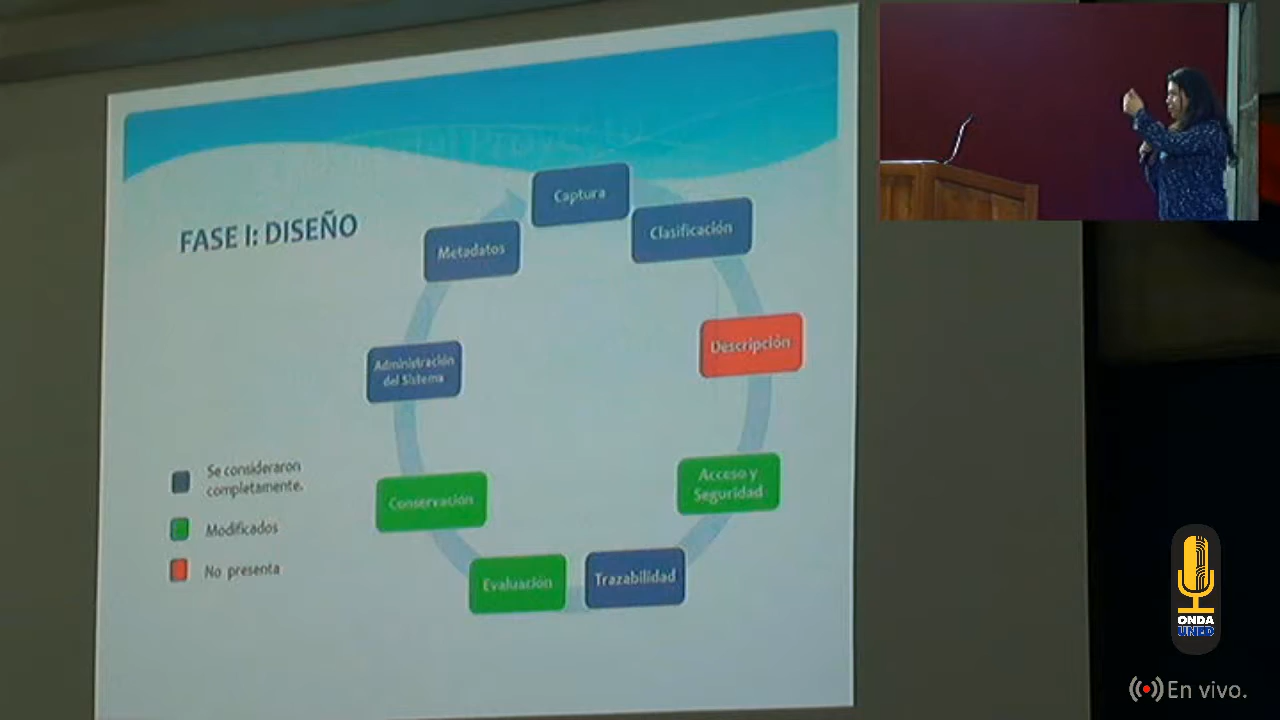 FASE I: DISEÑO
Captura
Clasificación
Descripción
Acceso y
Seguridad
Trazabilidad
Evaluación
Conservación
Administración
del Sistema
Metadatos
Se consideraron
completamente.
Modificados
No presenta
ONDA
UNED
En vivo.